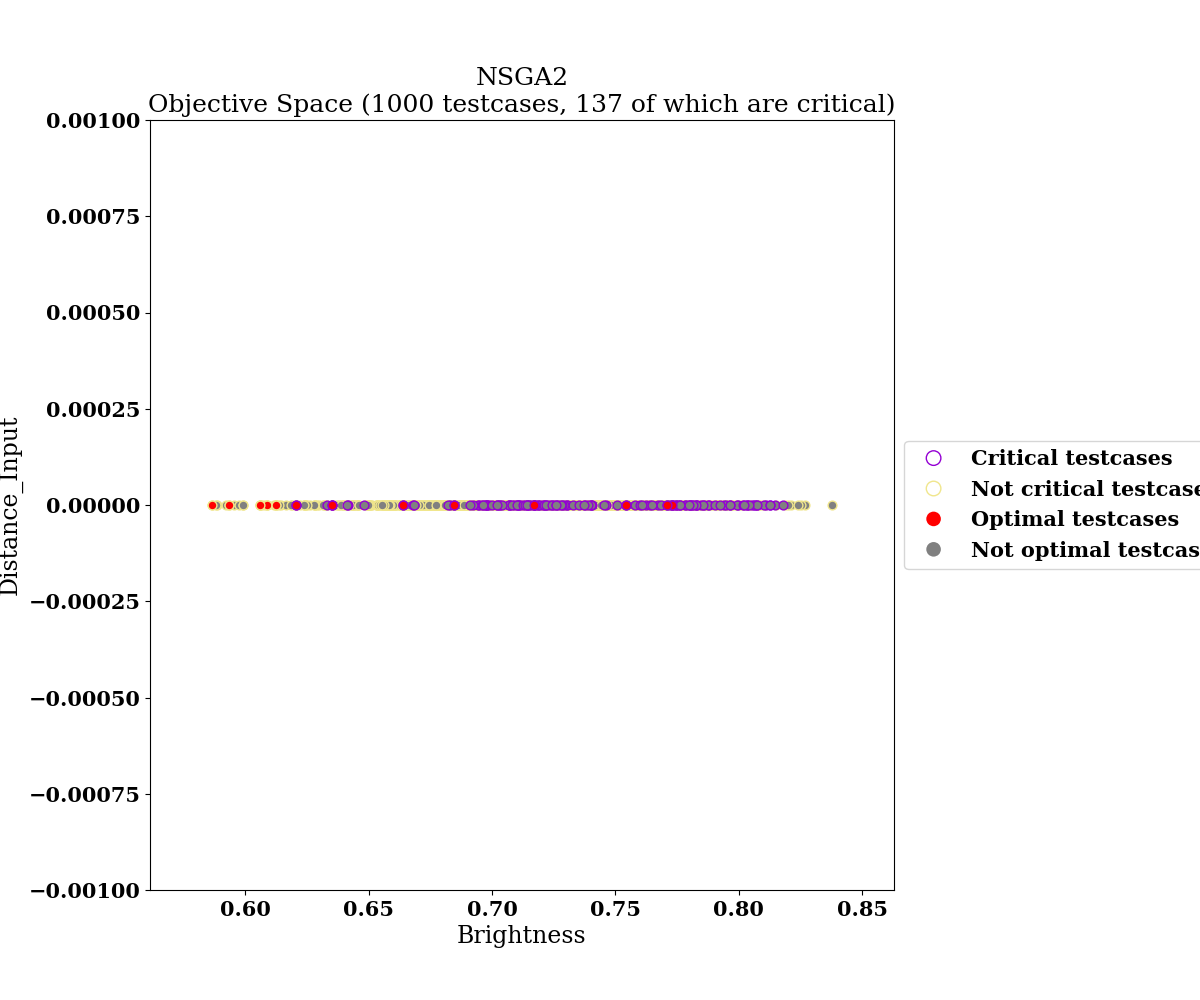 NSGA2
Objective Space (1000 testcases, 137 of which are critical)
0.00100
0.00075
0.00050
0.00025
0.00000
−0.00025
−0.00050
−0.00075
−0.00100
Distance_Input
0.60 0.65 0.70 0.75 0.80 0.85
Brightness
Critical testcases
Not critical testcase
Optimal testcases
Not optimal testcas